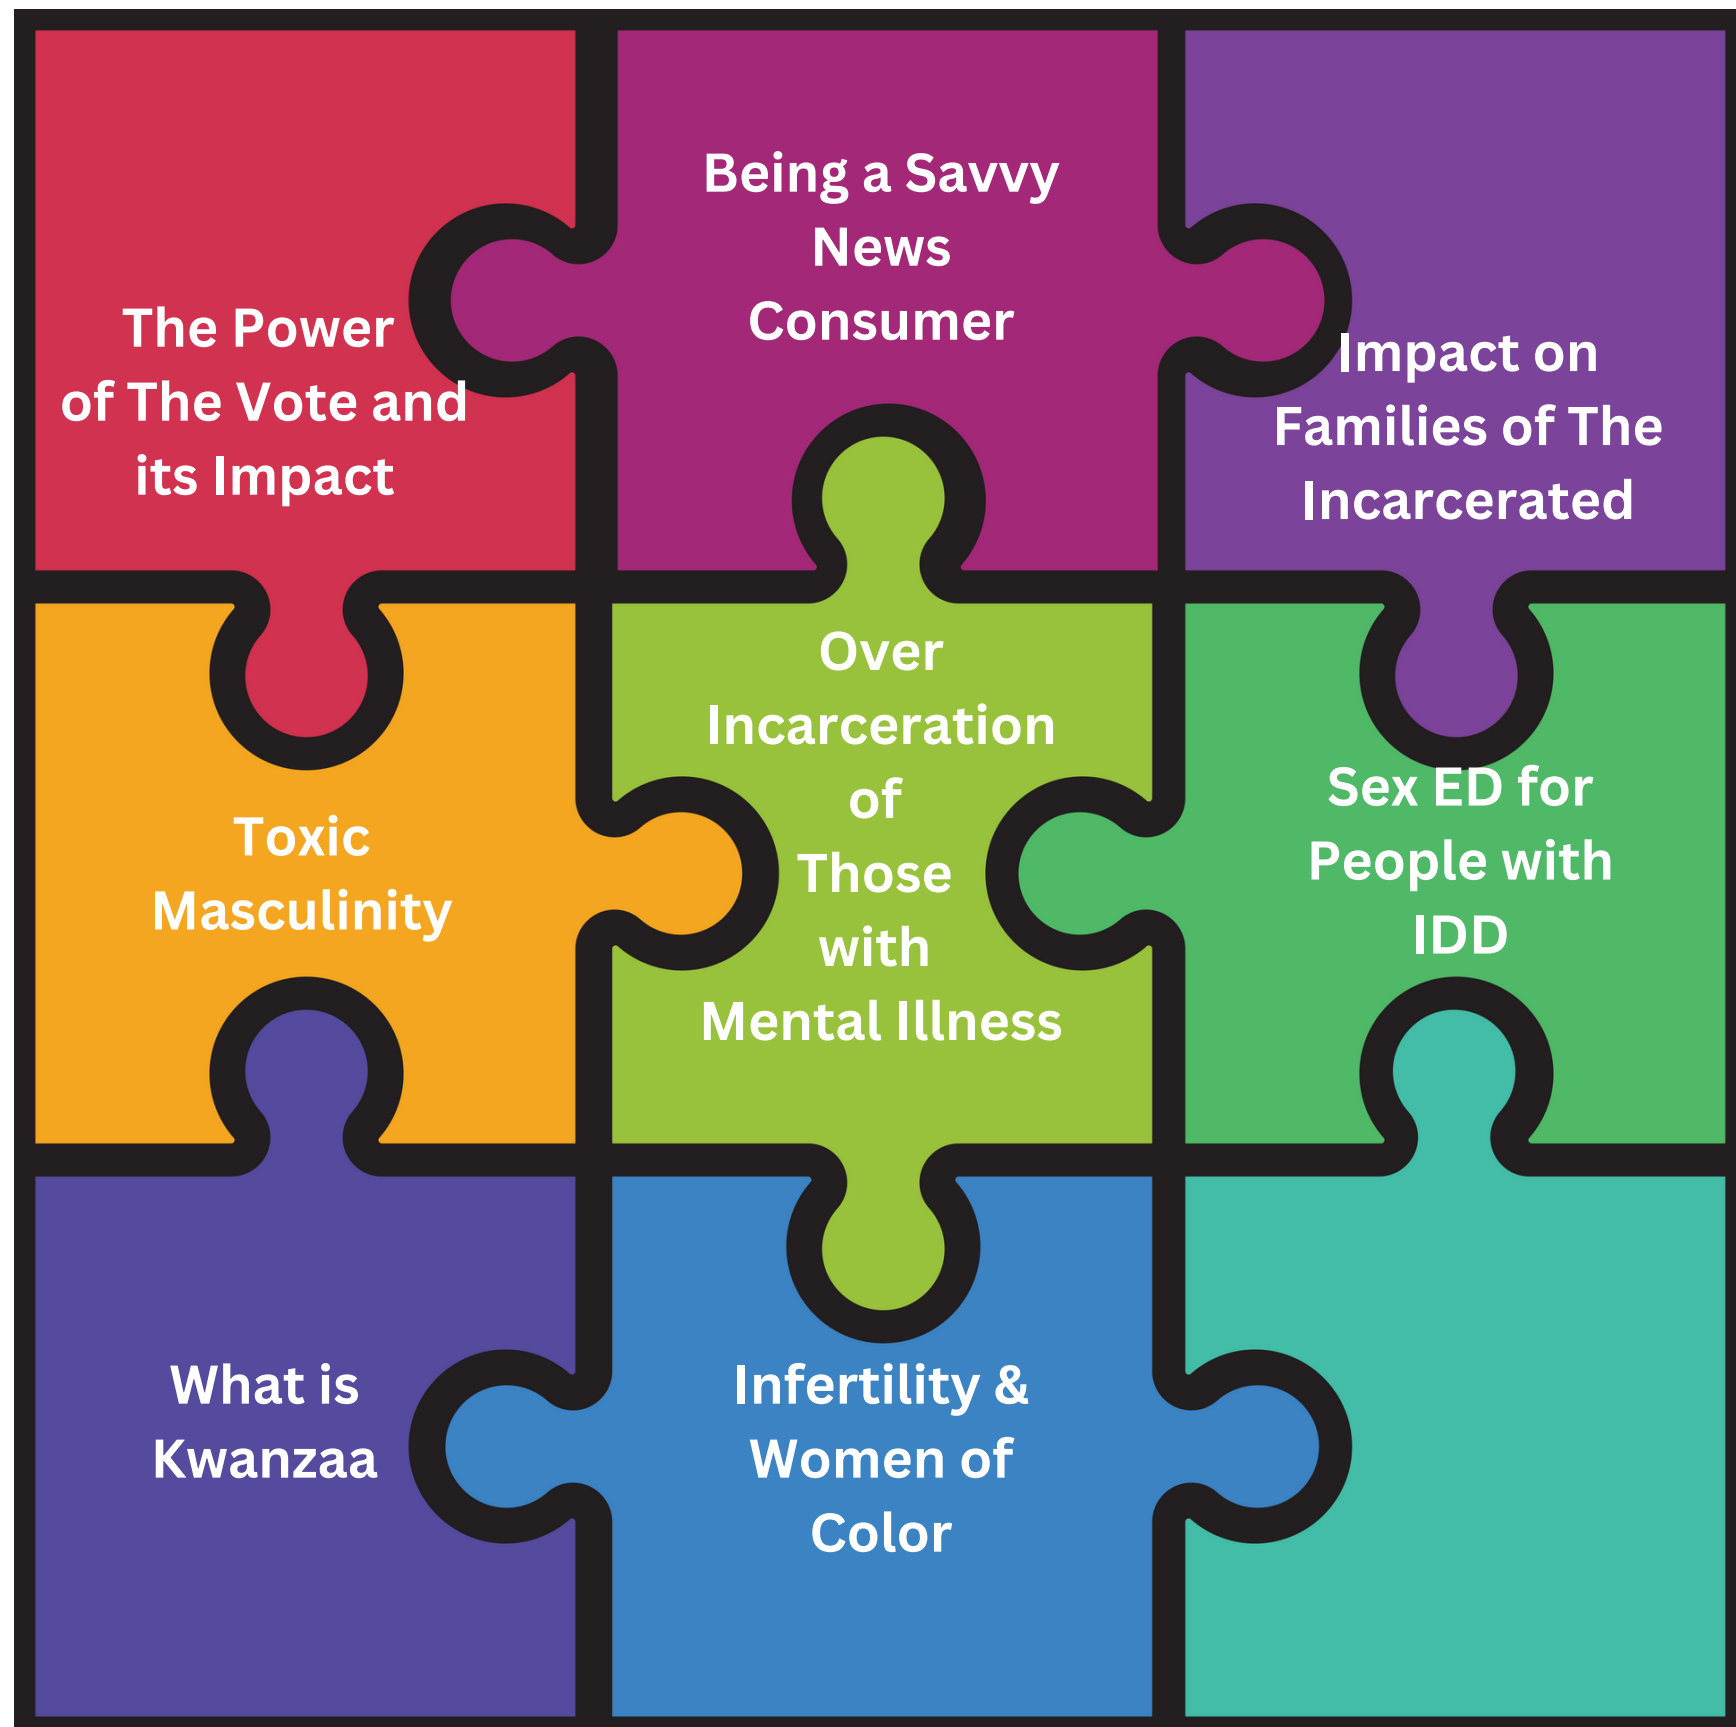 The Power
of The Vote and
its Impact
Being a Savvy
News
Consumer
Impact on
Families of The
Incarcerated
Toxic
Masculinity
Over
Incarceration
of
Those
with
Mental Illness
Sex ED for
People with
IDD
What is
Kwanzaa
Infertility &
Women of
Color